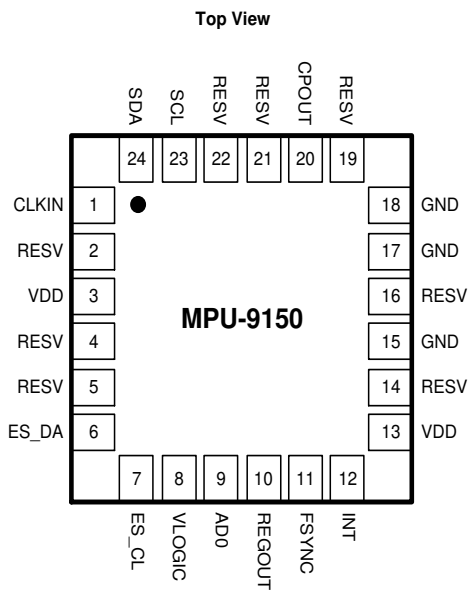 Top View
SDA
SCL
RESV
RESV
CPOUT
RESV
24
23
22
21
20
19
CLKIN 1
18 GND
RESV 2
17 GND
VDD 3
16 RESV
MPU-9150
RESV 4
15 GND
RESV 5
14 RESV
ES_DA 6
13 VDD
7
8
9
10
11
12
ES_CL
VLOGIC
AD0
REGOUT
FSYNC
INT